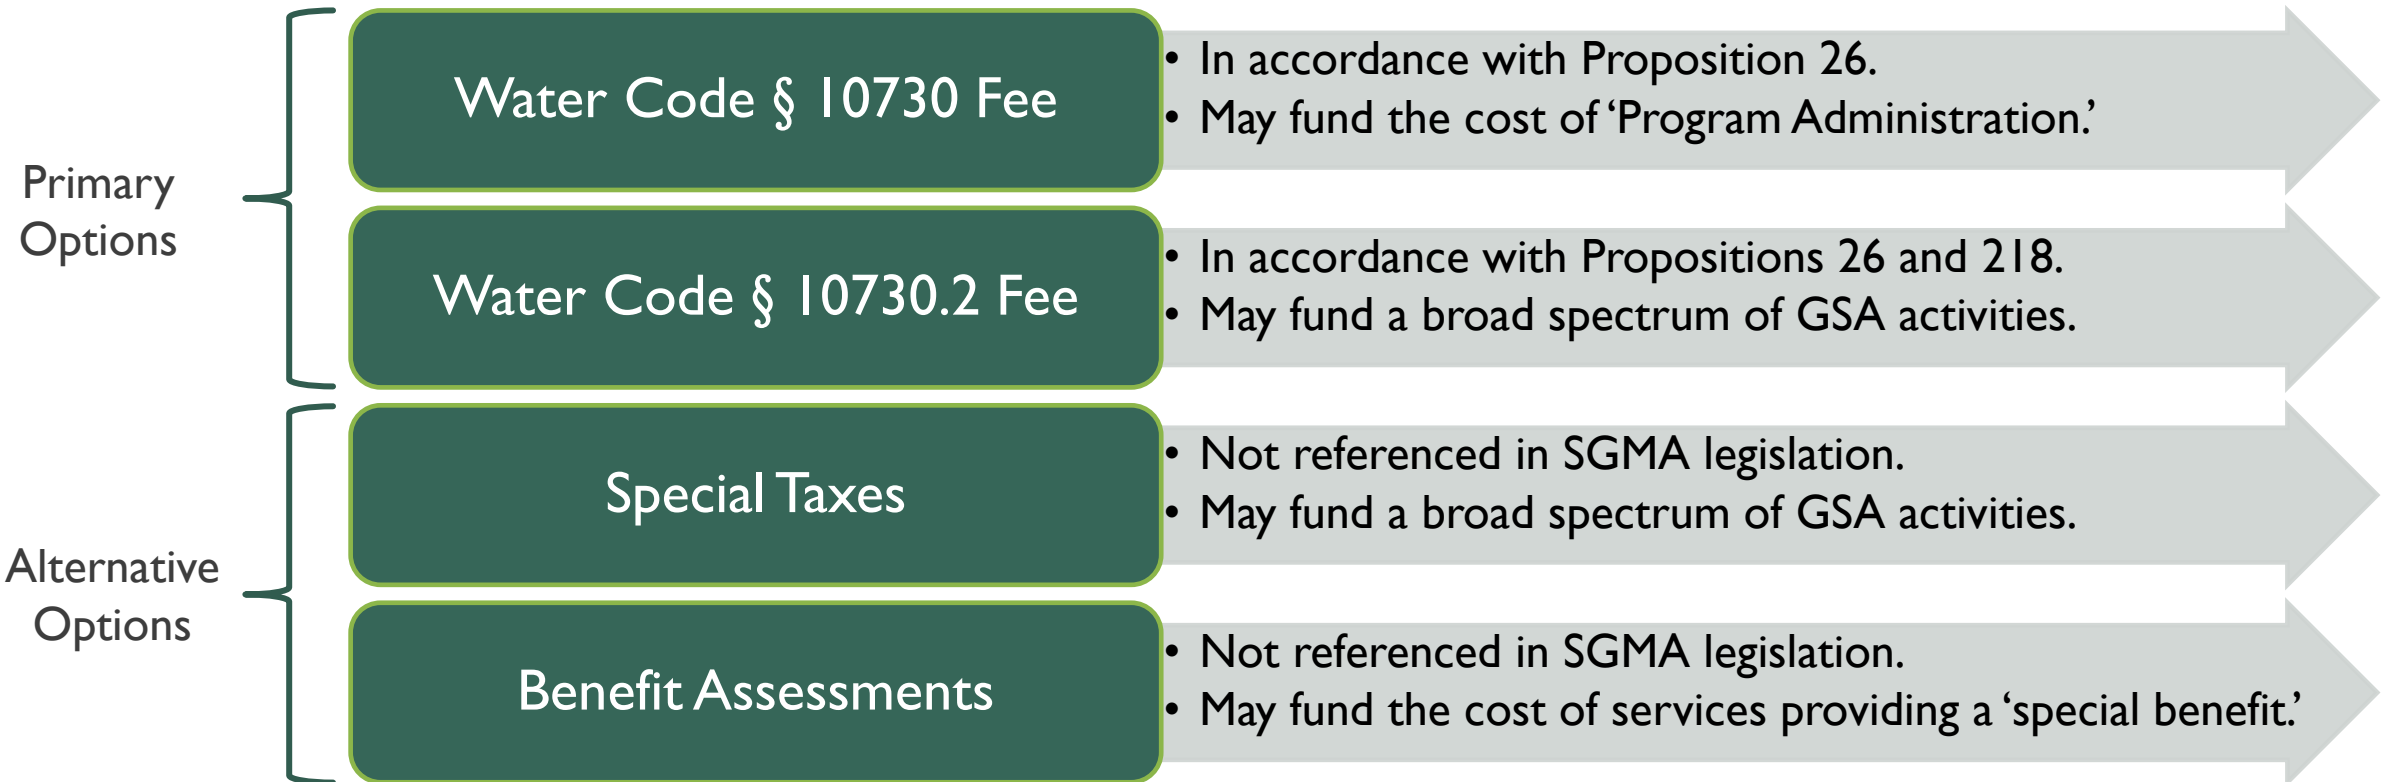 Primary
Options
Water Code § 10730 Fee
• In accordance with Proposition 26.
• May fund the cost of ‘Program Administration.’
Water Code § 10730.2 Fee
• In accordance with Propositions 26 and 218.
• May fund a broad spectrum of GSA activities.
Alternative
Options
Special Taxes
• Not referenced in SGMA legislation.
• May fund a broad spectrum of GSA activities.
Benefit Assessments
• Not referenced in SGMA legislation.
• May fund the cost of services providing a ‘special benefit.’